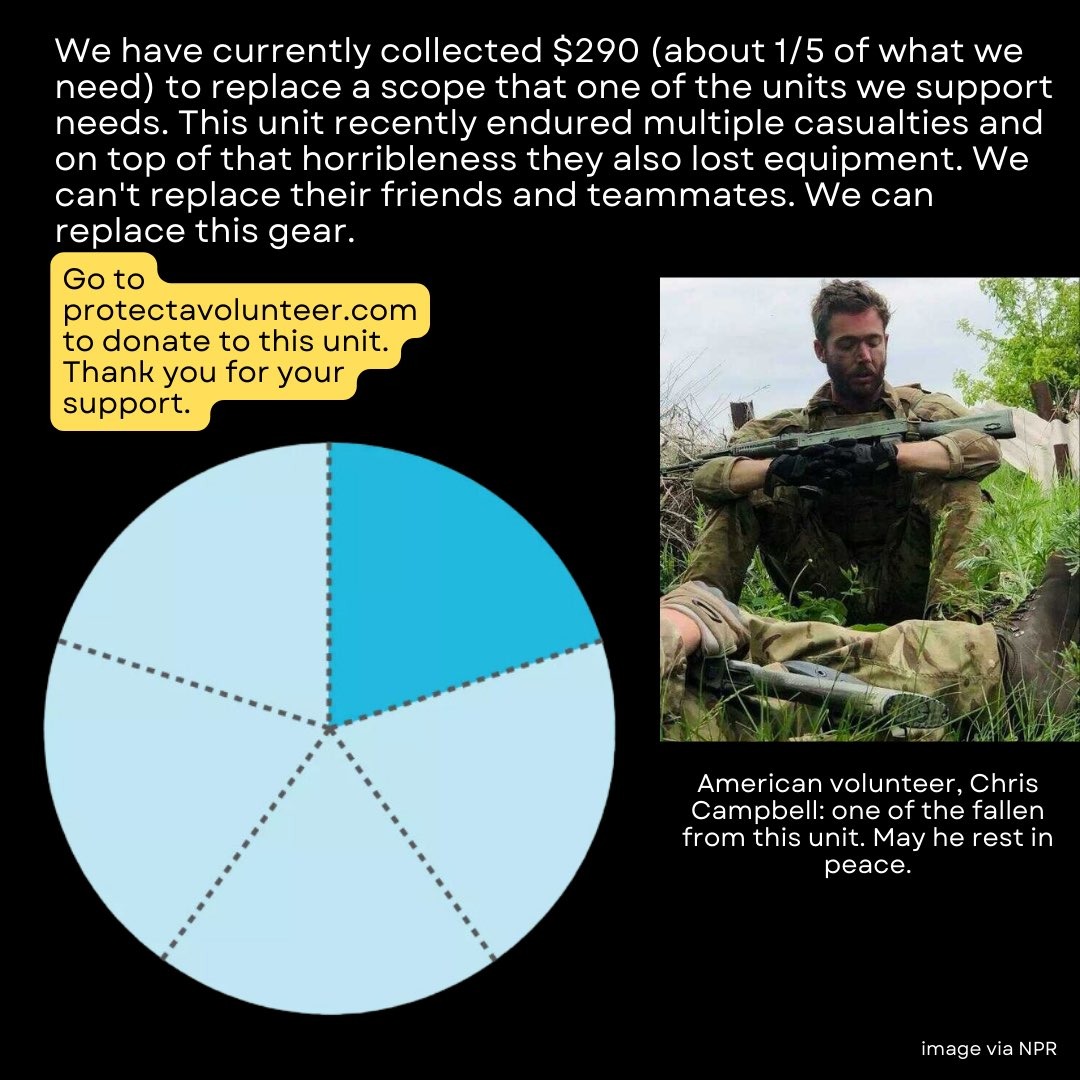 We have currently collected $290 (about 1/5 of what we
need) to replace a scope that one of the units we support
needs. This unit recently endured multiple casualties and
on top of that horribleness they also lost equipment. We
can't replace their friends and teammates. We can
replace this gear.
Go to
protectavolunteer.com
to donate to this unit.
Thank you for your
support.
American volunteer, Chris
Campbell: one of the fallen
from this unit. May he rest in
peace.
image via NPR